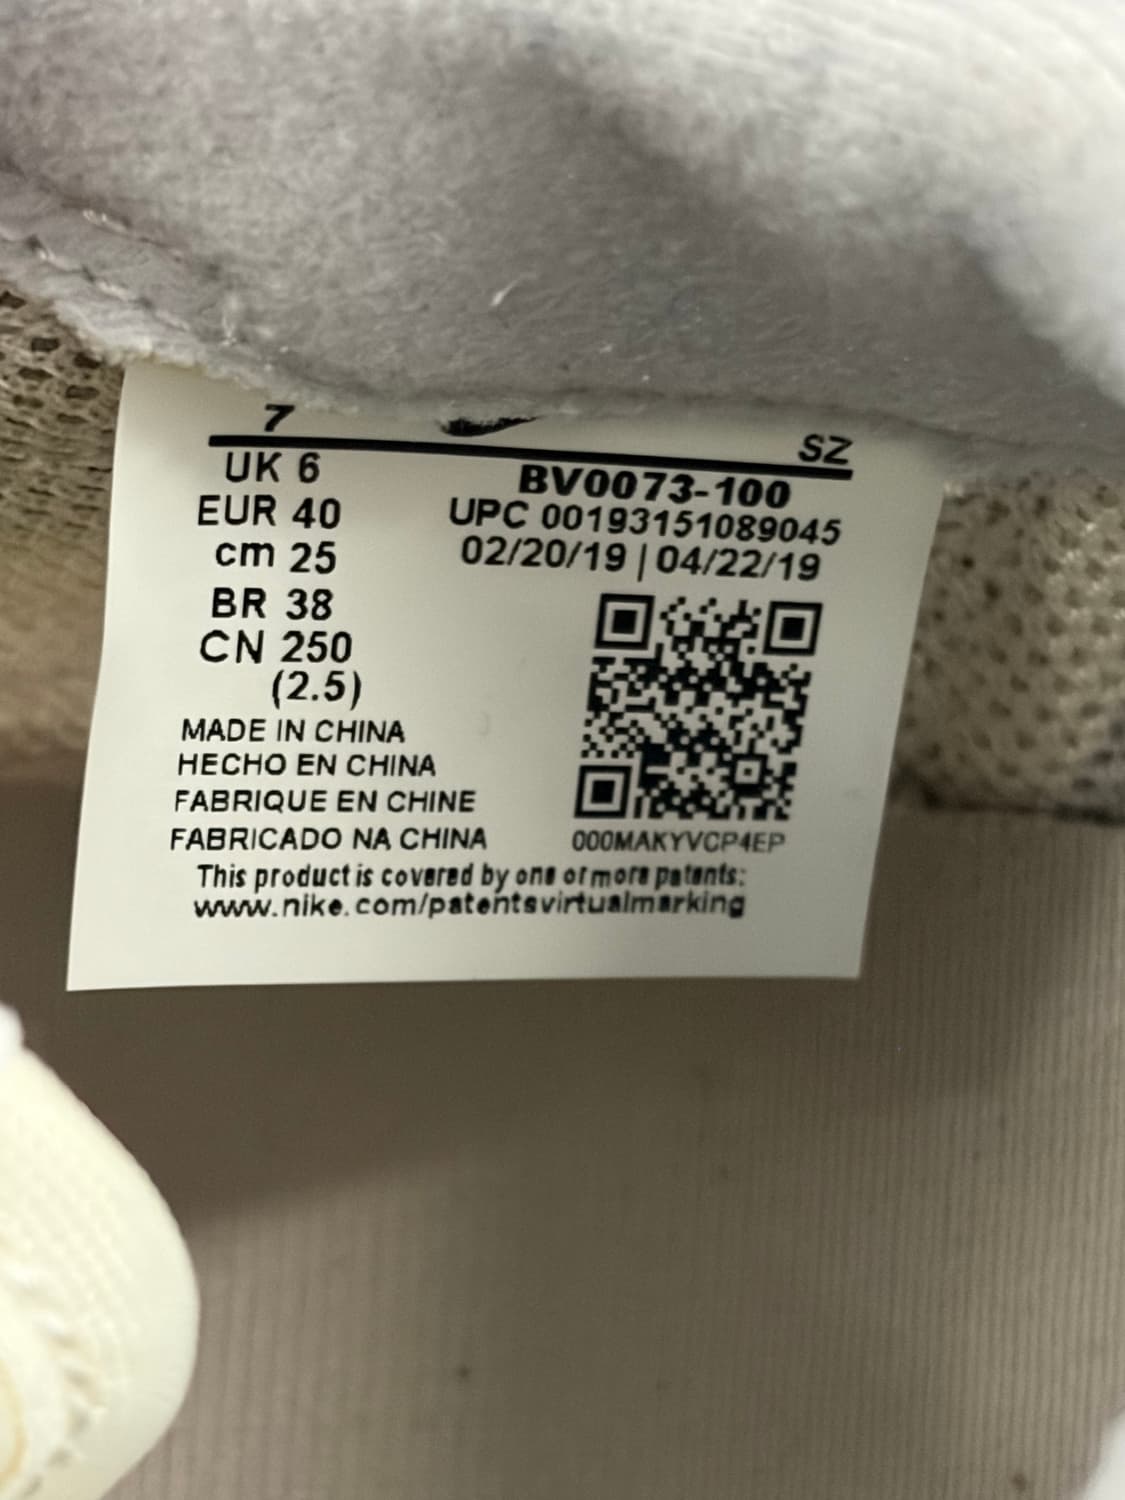 7
SZ
UK 6
EUR 40
cm 25
BR 38
CN 250
(2.5)
BV0073-100
UPC 00193151089045
02/20/19 | 04/22/19
MADE IN CHINA
HECHO EN CHINA
FABRIQUE EN CHINE
FABRICADO NA CHINA
000MAKYVCP4EP
This product is covered by one or more patents:
www.nike.com/patentsvirtualmarking